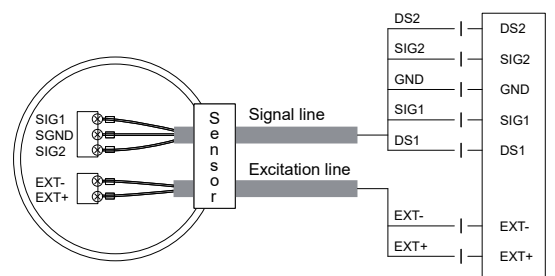 SIG1
SGND
SIG2
EXT-
EXT+
Sensor
Signal line
Excitation line
DS2
SIG2
GND
SIG1
DS1
EXT-
EXT+
DS2
SIG2
GND
SIG1
DS1
EXT-
EXT+